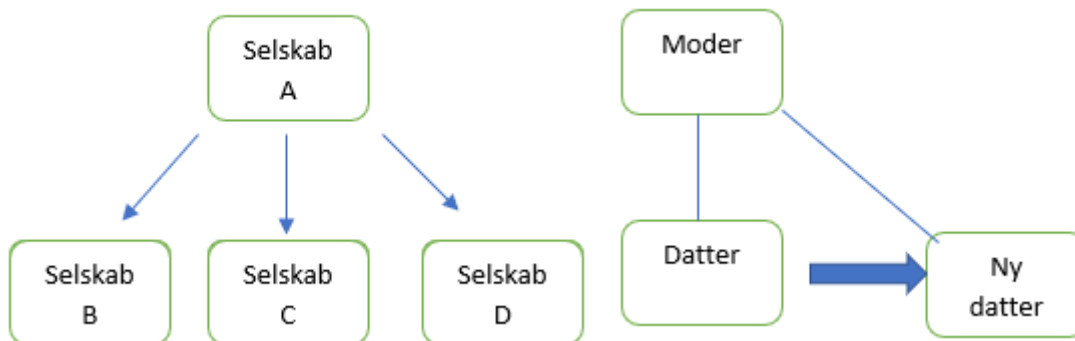 Selskab
A
Selskab
B
Selskab
C
Selskab
D
Moder
Datter
Ny
datter